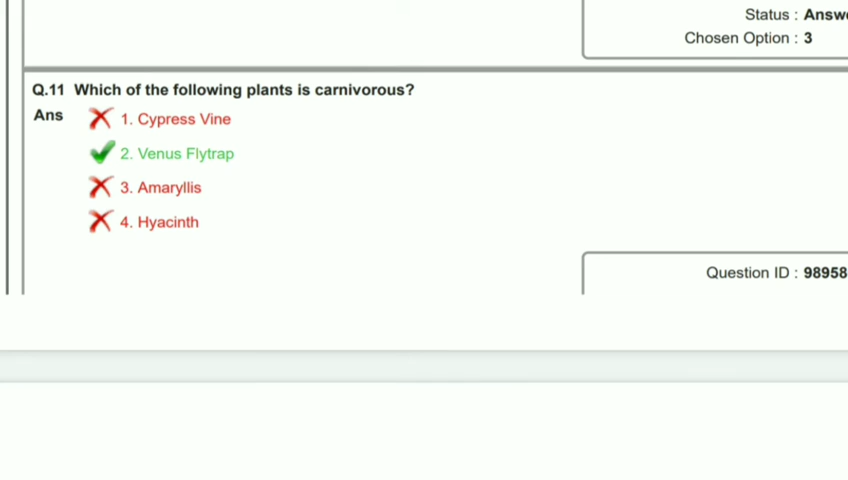 Status :
Chosen Option : 3
Q.11 Which of the following plants is carnivorous?
Ans 1. Cypress Vine
2. Venus Flytrap
3. Amaryllis
4. Hyacinth
Question ID : 98958